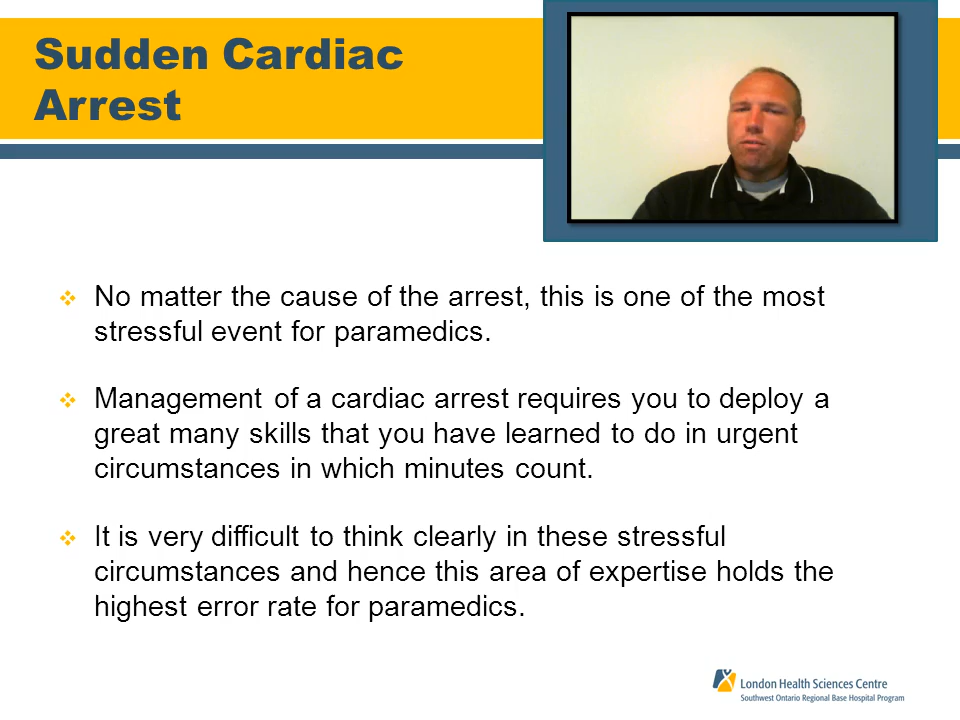 Sudden Cardiac
Arrest
No matter the cause of the arrest, this is one of the most
stressful event for paramedics.
Management of a cardiac arrest requires you to deploy a
great many skills that you have learned to do in urgent
circumstances in which minutes count.
It is very difficult to think clearly in these stressful
circumstances and hence this area of expertise holds the
highest error rate for paramedics.
London Health Sciences Centre
Southwest Ontario Regional Base Hospital Program